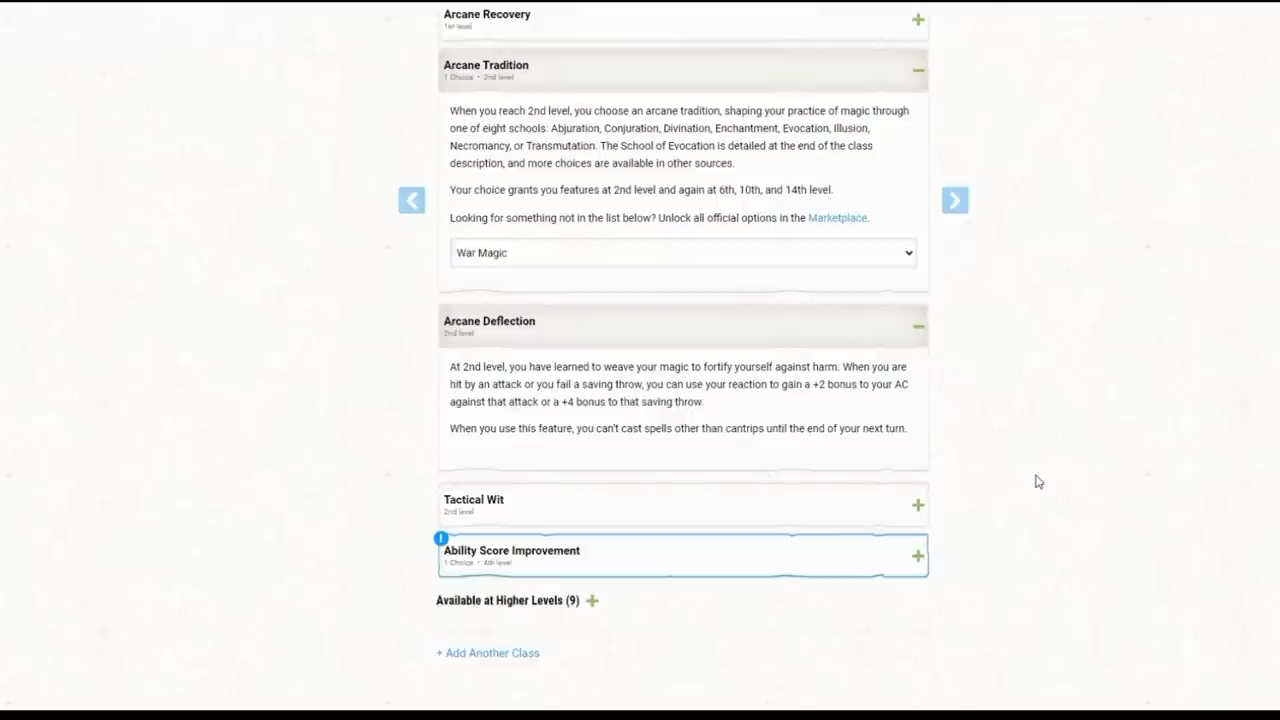 Arcane Recovery
1st level
Arcane Tradition
1 Choice • 2nd level
When you reach 2nd level, you choose an arcane tradition, shaping your practice of magic through
one of eight schools: Abjuration, Conjuration, Divination, Enchantment, Evocation, Illusion,
Necromancy, or Transmutation. The School of Evocation is detailed at the end of the class
description, and more choices are available in other sources.
Your choice grants you features at 2nd level and again at 6th, 10th, and 14th level.
Looking for something not in the list below? Unlock all official options in the Marketplace.
War Magic
Arcane Deflection
2nd level
At 2nd level, you have learned to weave your magic to fortify yourself against harm. When you are
hit by an attack or you fail a saving throw, you can use your reaction to gain a +2 bonus to your AC
against that attack or a +4 bonus to that saving throw.
When you use this feature, you can't cast spells other than cantrips until the end of your next turn.
Tactical Wit
2nd level
Ability Score Improvement
1 Choice • 4th level
Available at Higher Levels (9)
+ Add Another Class